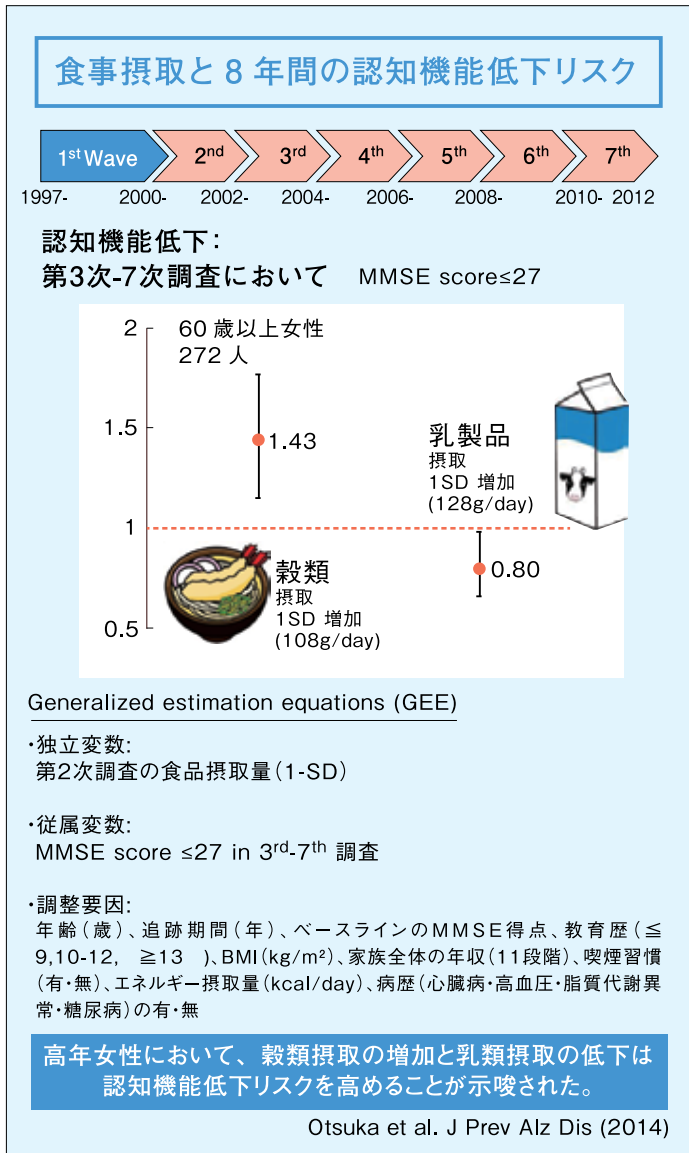 食事摂取と8年間の認知機能低下リスク
1st Wave
2nd
3rd
4th
5th
6th
7th
1997-
2000-
2002-
2004-
2006-
2008-
2010-
2012
認知機能低下：
第3次-7次調査において MMSE score≤27
2
60 歳以上女性
272 人
1.5
1.43
乳製品
摂取
1SD 増加
(128g/day)
1
0.80
穀類
摂取
1SD 増加
(108g/day)
0.5
Generalized estimation equations (GEE)
・独立変数:
第2次調査の食品摂取量(1-SD)
・従属変数:
MMSE score ≤27 in 3rd-7th 調査
・調整要因:
年齢(歳)、追跡期間(年)、ベースラインのMMSE得点、教育歴(≦
9,10-12, ≧13 )、BMI(kg/m²)、家族全体の年収(11段階)、喫煙習慣
(有・無)、エネルギー摂取量(kcal/day)、病歴(心臓病・高血圧・脂質代謝異
常・糖尿病)の有・無
高年女性において、穀類摂取の増加と乳類摂取の低下は
認知機能低下リスクを高めることが示唆された。
Otsuka et al. J Prev Alz Dis (2014)